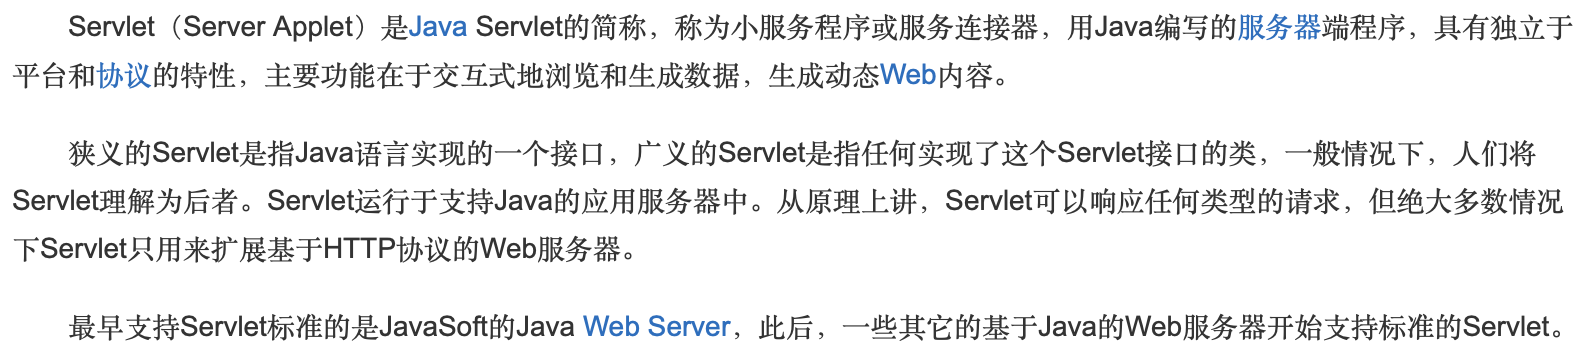 Servlet（Server Applet）是Java Servlet的简称，称为小服务程序或服务连接器，用Java编写的服务器端程序，具有独立于
平台和协议的特性，主要功能在于交互式地浏览和生成数据，生成动态Web内容。
狭义的Servlet是指Java语言实现的一个接口，广义的Servlet是指任何实现了这个Servlet接口的类，一般情况下，人们将
Servlet理解为后者。Servlet运行于支持Java的应用服务器中。从原理上讲，Servlet可以响应任何类型的请求，但绝大多数情况
下Servlet只用来扩展基于HTTP协议的Web服务器。
最早支持Servlet标准的是JavaSoft的Java Web Server，此后，一些其它的基于Java的Web服务器开始支持标准的Servlet。